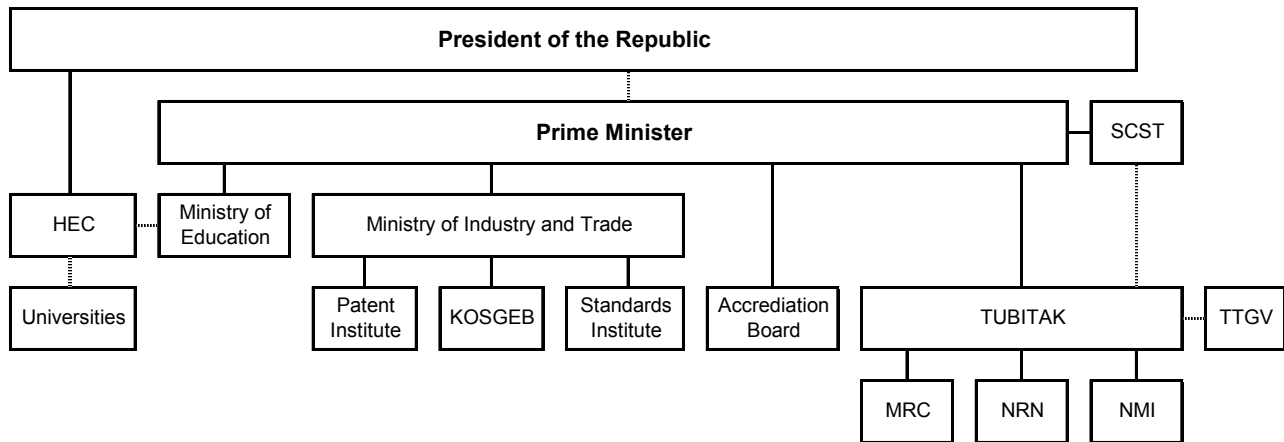 President of the Republic
Prime Minister
SCST
HEC
Ministry of
Education
Ministry of Industry and Trade
Universities
Patent
Institute
KOSGEB
Standards
Institute
Accrediation
Board
TUBITAK
TTGV
MRC
NRN
NMI